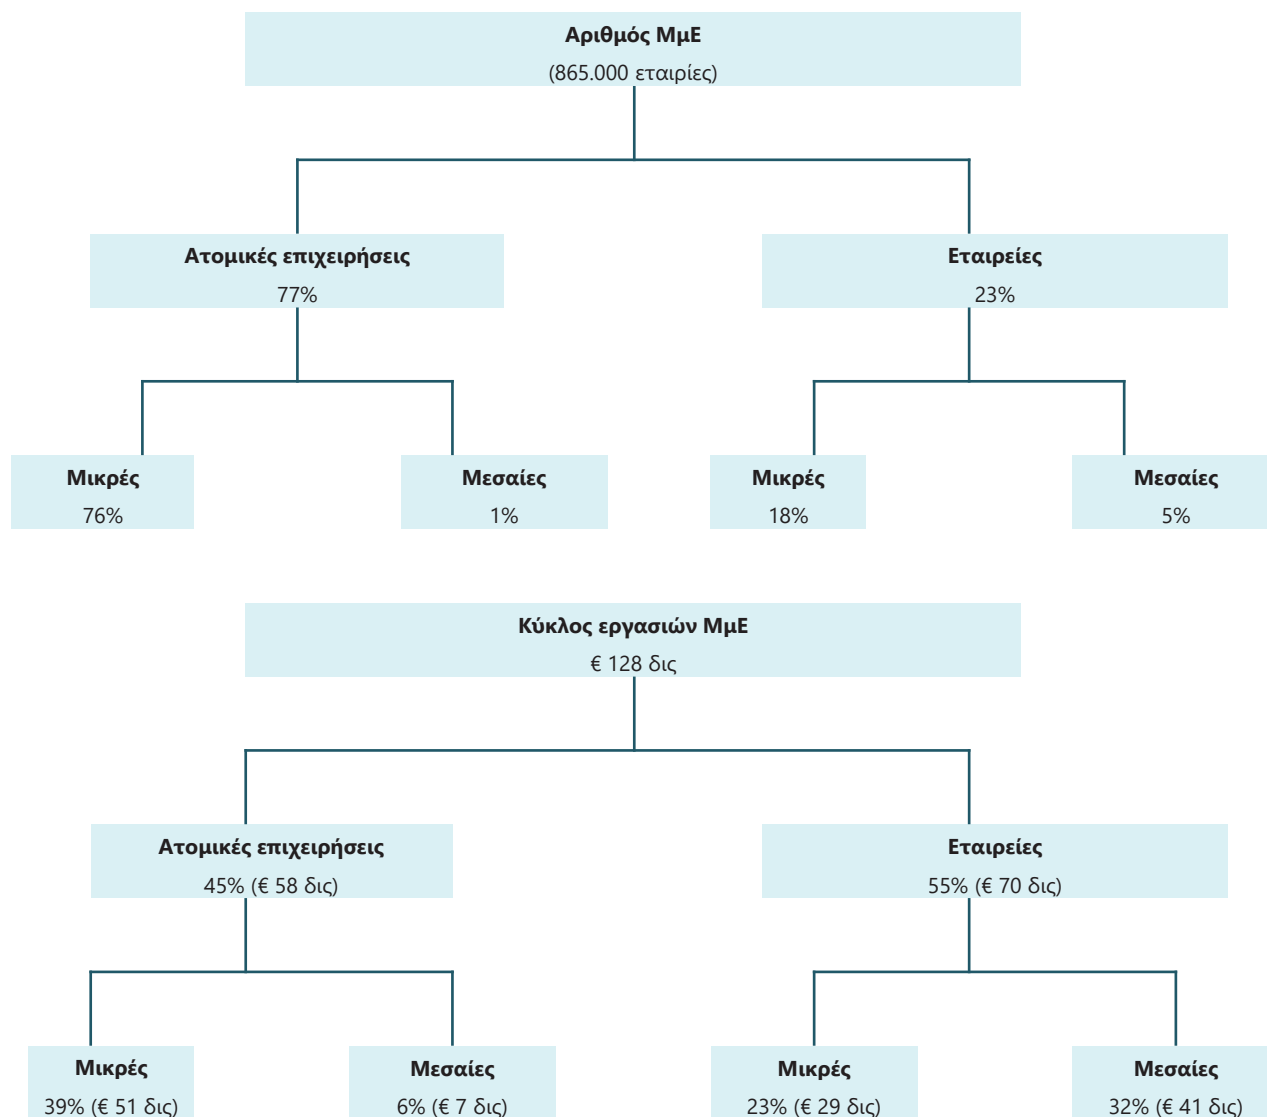 Αριθμός ΜμΕ
(865.000 εταιρίες)
Ατομικές επιχειρήσεις
77%
Εταιρείες
23%
Μικρές
76%
Μεσαίες
1%
Μικρές
18%
Μεσαίες
5%
Κύκλος εργασιών ΜμΕ
€ 128 δις
Ατομικές επιχειρήσεις
45% (€ 58 δις)
Εταιρείες
55% (€ 70 δις)
Μικρές
39% (€ 51 δις)
Μεσαίες
6% (€ 7 δις)
Μικρές
23% (€ 29 δις)
Μεσαίες
32% (€ 41 δις)